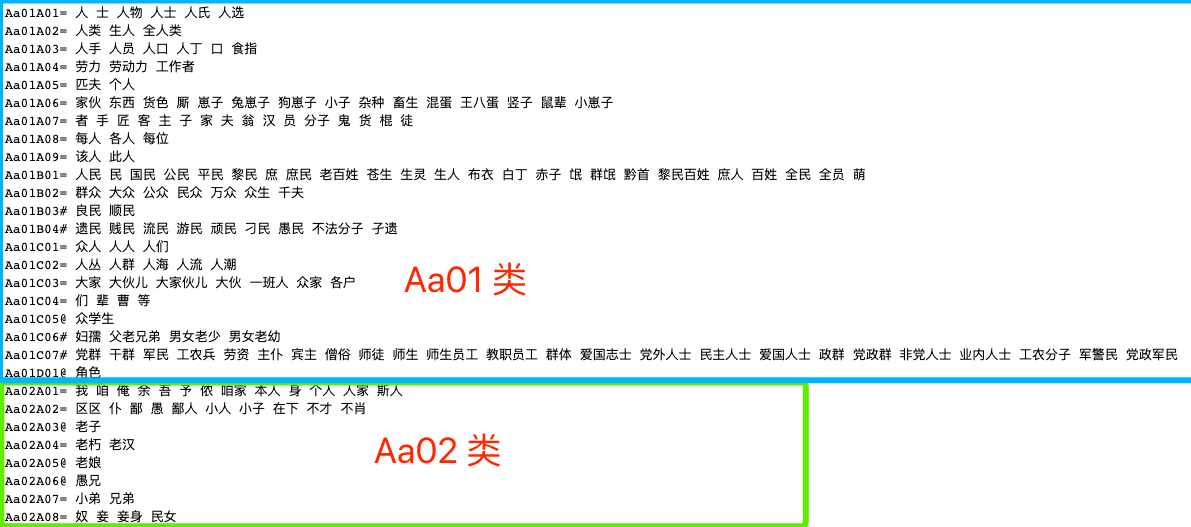 Aa01A01= 人 士 人物 人士 人氏 人选
Aa01A02= 人类 生人 全人类
Aa01A03= 人手 人员 人口 人丁 口 食指
Aa01A04= 劳力 劳动力 工作者
Aa01A05= 匹夫 个人
Aa01A06= 家伙 东西 货色 厮 崽子 兔崽子 狗崽子 小子 杂种 畜生 混蛋 王八蛋 竖子 鼠辈 小崽子
Aa01A07= 者 手 匠 客 主 子 家 夫 翁 汉 员 分子 鬼 货 棍 徒
Aa01A08= 每人 各人 每位
Aa01A09= 该人 此人
Aa01B01= 人民 民 国民 公民 平民 黎民 庶 庶民 老百姓 苍生 生灵 生人 布衣 白丁 赤子 氓 群氓 黔首 黎民百姓 庶人 百姓 全民 全员 萌
Aa01B02= 群众 大众 公众 民众 万众 众生 千夫
Aa01B03# 良民 顺民
Aa01B04# 遗民 贱民 流民 游民 顽民 刁民 愚民 不法分子 孑遗
Aa01C01= 众人 人人 人们
Aa01C02= 人丛 人群 人海 人流 人潮
Aa01C03= 大家 大伙儿 大家伙儿 大伙 一班人 众家 各户
Aa01类
Aa01C04= 们 辈 曹 等
Aa01C05@ 众学生
Aa01C06# 妇孺 父老兄弟 男女老少 男女老幼
Aa01C07# 党群 干群 军民 工农兵 劳资 主仆 宾主 僧俗 师徒 师生 师生员工 教职员工 群体 爱国志士 党外人士 民主人士 爱国人士 政群 党政群 非党人士 业内人士 工农分子 军警民 党政军民
Aa01D01@ 角色
Aa02A01= 我 咱 俺 余 吾 予 侬 咱家 本人 身 个人 人家 斯人
Aa02A02= 区区 仆 鄙 愚 鄙人 小人 小子 在下 不才 不肖
Aa02A03@ 老子
Aa02A04= 老朽 老汉
Aa02类
Aa02A05@ 老娘
Aa02A06@ 愚兄
Aa02A07= 小弟 兄弟
Aa02A08= 奴 妾 妾身 民女